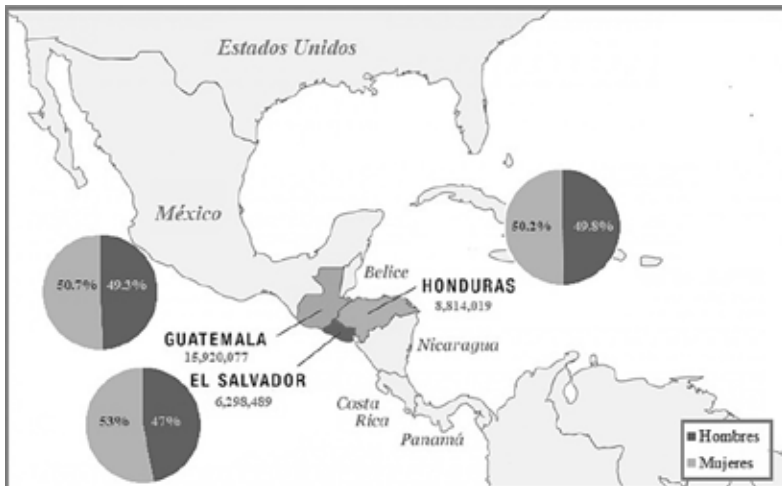 Estados Unidos
México
50.2%
49.8%
Belice
HONDURAS
8,814,019
50.7%
49.3%
GUATEMALA
15,920,077
Nicaragua
EL SALVADOR
6,298,489
Costa
Rica
Panamá
53%
47%
Hombres
Mujeres